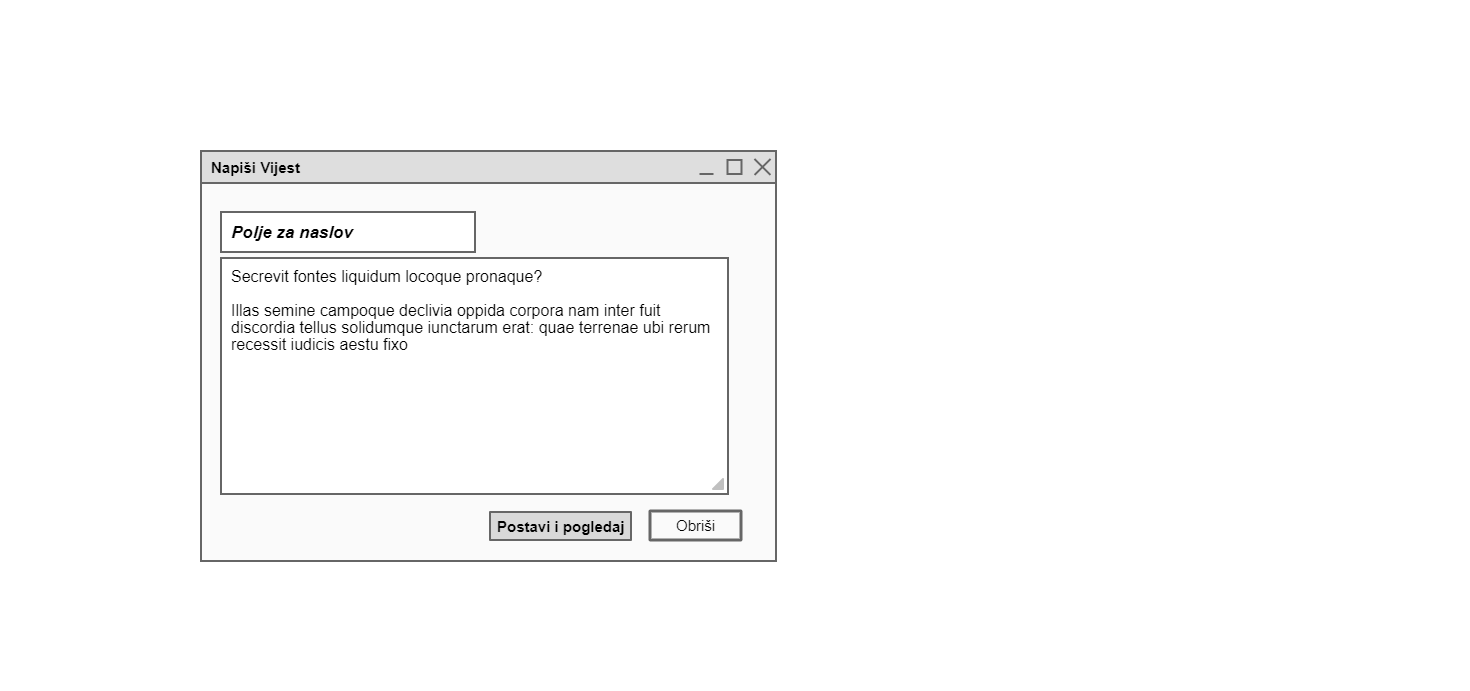 Napiši Vijest
Polje za naslov
Secrevit fontes liquidum locoque pronaque?
Illas semine campoque declivia oppida corpora nam inter fuit
discordia tellus solidumque iunctarum erat: quae terrenae ubi rerum
recessit iudicis aestu fixo
Postavi i pogledaj
Obriši